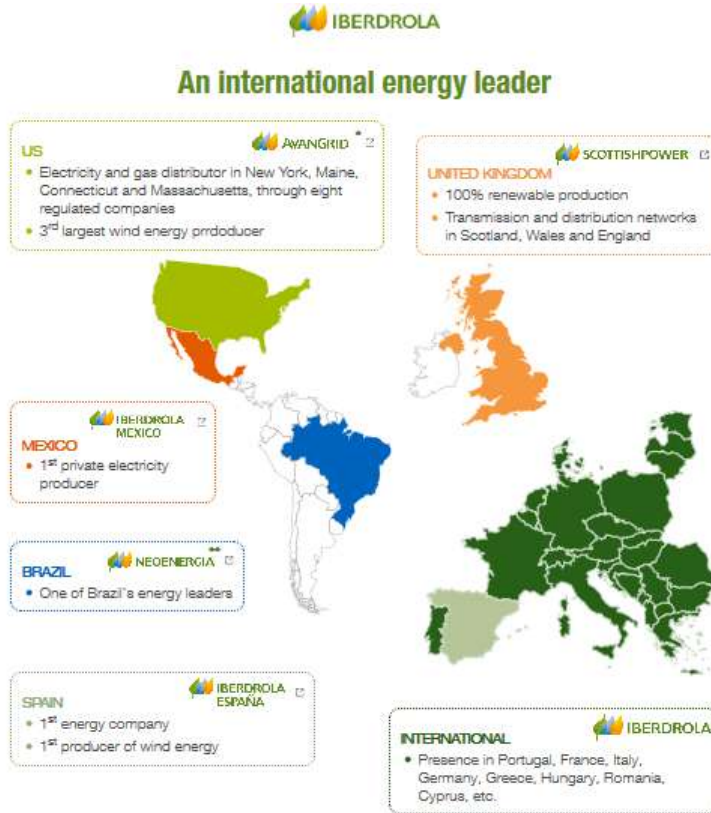 IBERDROLA
An international energy leader
AVANGRID *
US
• Electricity and gas distributor in New York, Maine,
Connecticut and Massachusetts, through eight
regulated companies
• 3rd largest wind energy prrdoducer
SCOTTISHPOWER
UNITED KINGDOM
• 100% renewable production
• Transmission and distribution networks
in Scotland, Wales and England
IBERDROLA
MEXICO
MEXICO
• 1st private electricity
producer
NEOENERGIA **
BRAZIL
• One of Brazil´s energy leaders
IBERDROLA
ESPAÑA
SPAIN
• 1st energy company
• 1st producer of wind energy
IBERDROLA
INTERNATIONAL
• Presence in Portugal, France, Italy,
Germany, Greece, Hungary, Romania,
Cyprus, etc.